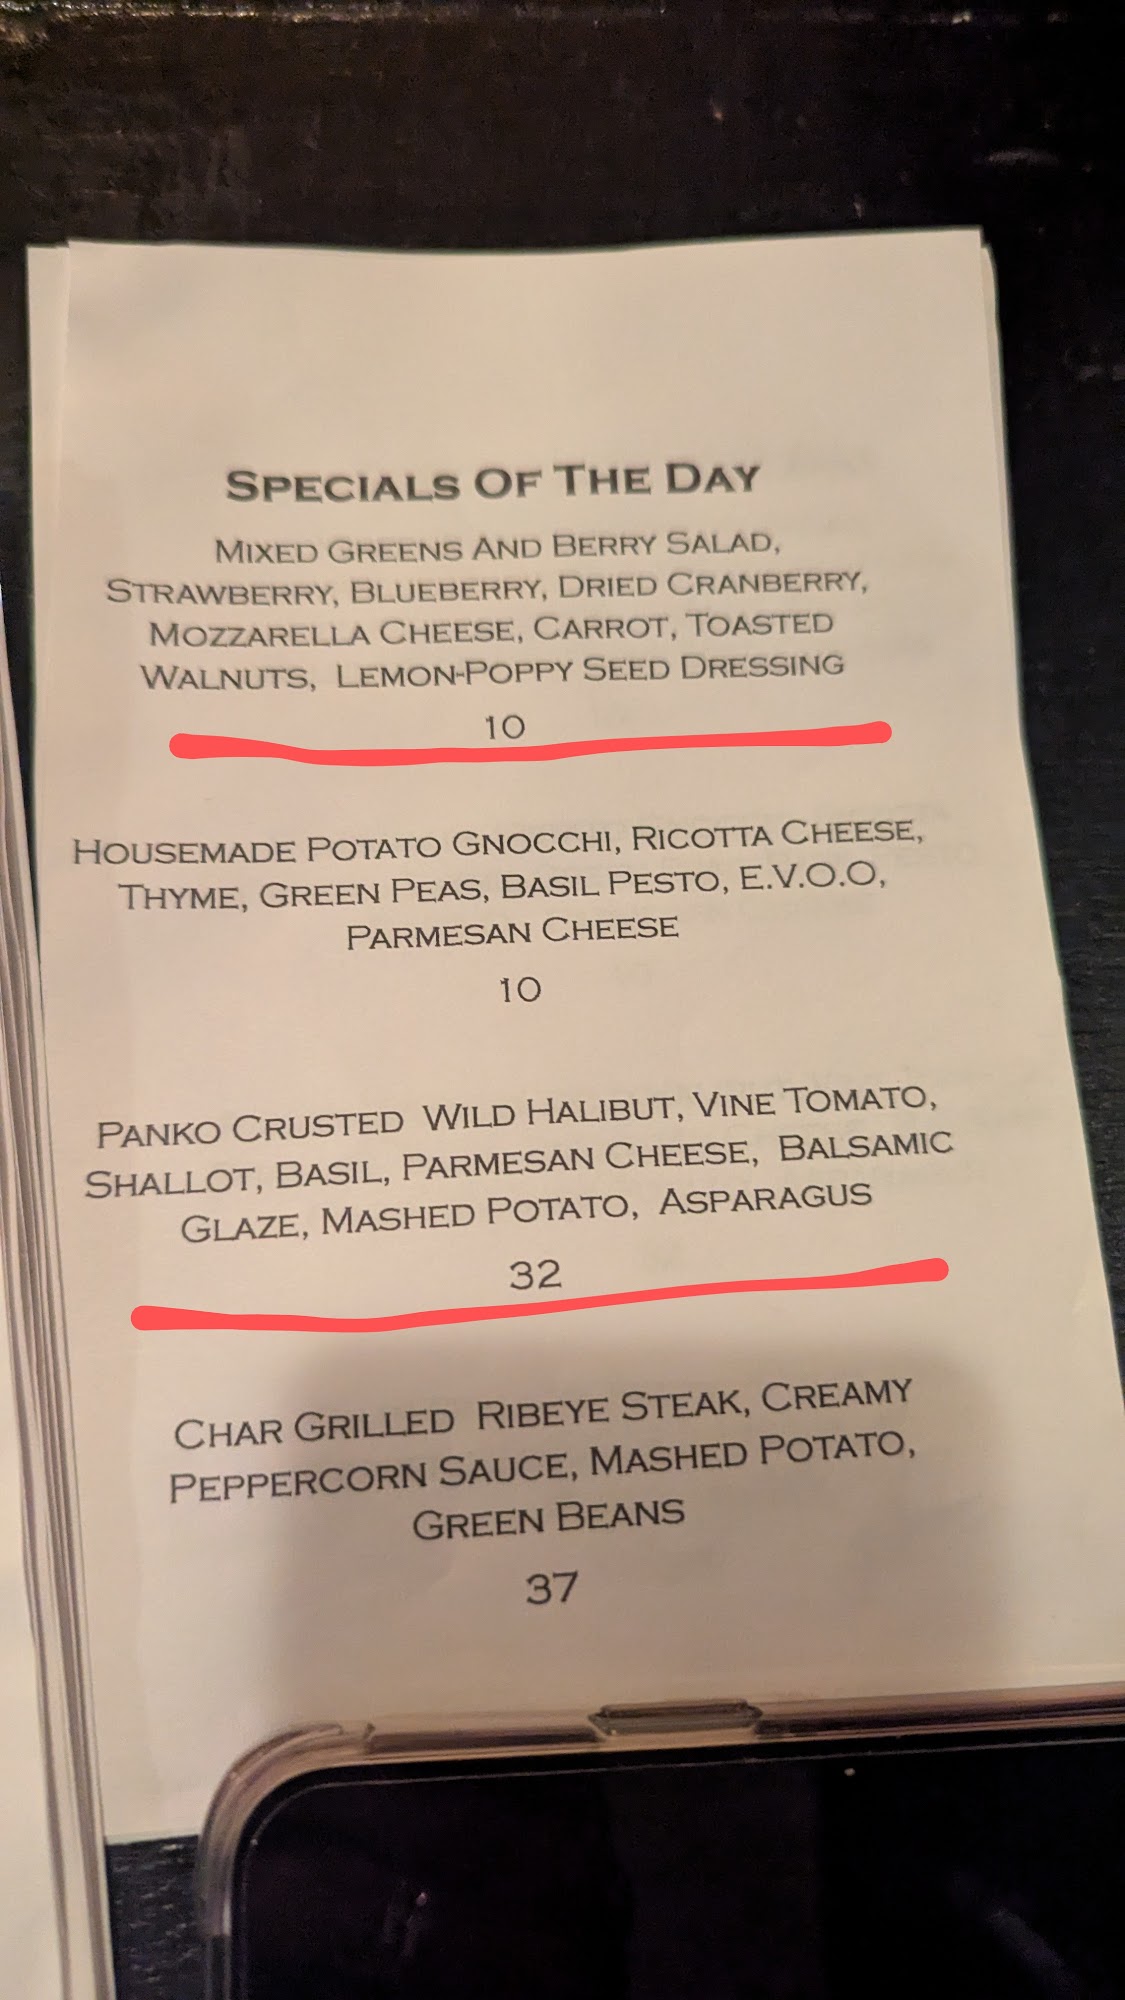 SPECIALS OF THE DAY
MIXED GREENS AND BERRY SALAD,
STRAWBERRY, BLUEBERRY, DRIED CRANBERRY,
MOZZARELLA CHEESE, CARROT, TOASTED
WALNUTS, LEMON-POPPY SEED DRESSING
10
HOUSEMADE POTATO GNOCCHI, RICOTTA CHEESE,
THYME, GREEN PEAS, BASIL PESTO, E.V.O.O,
PARMESAN CHEESE
10
PANKO CRUSTED WILD HALIBUT, VINE TOMATO,
SHALLOT, BASIL, PARMESAN CHEESE, BALSAMIC
GLAZE, MASHED POTATO, ASPARAGUS
32
CHAR GRILLED RIBEYE STEAK, CREAMY
PEPPERCORN SAUCE, MASHED POTATO,
GREEN BEANS
37